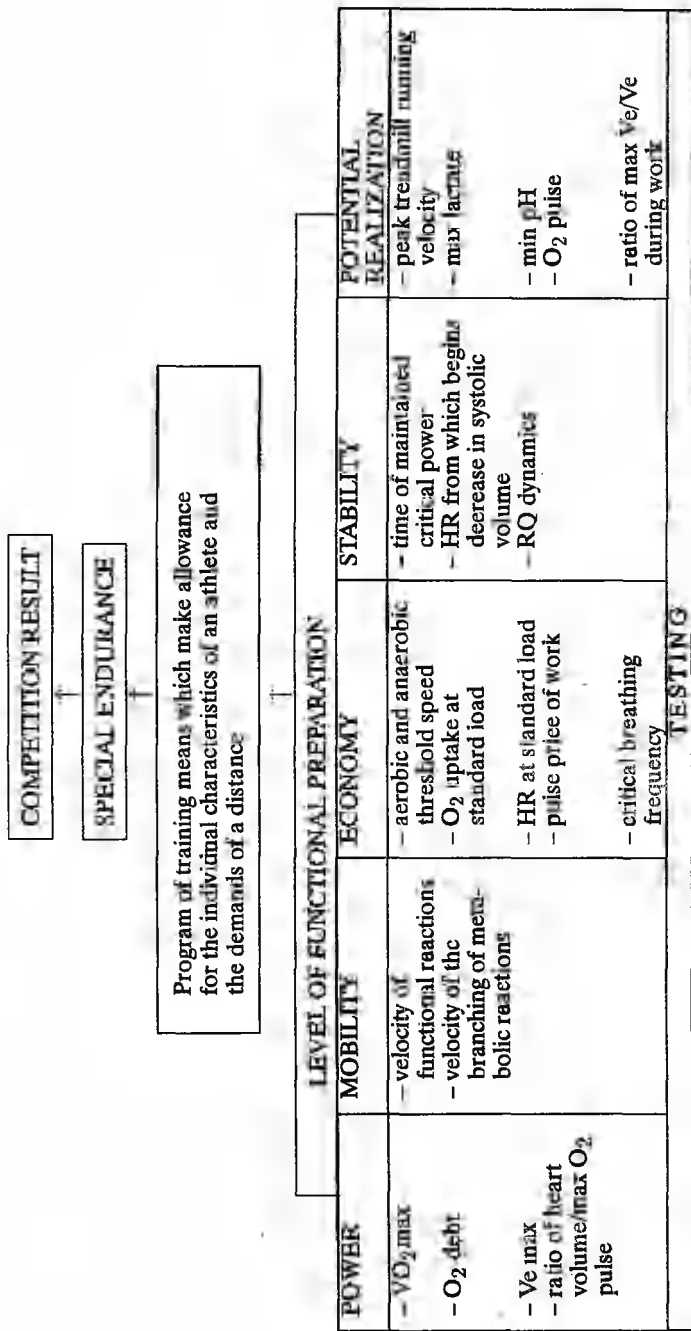 COMPETITION RESULT
SPECIAL ENDURANCE
Program of training means which make allowance
for the individual characteristics of an athlete and
the demands of a distance
LEVEL OF FUNCTIONAL PREPARATION
POWER
– VO₂max
– O₂ debt
– Ve max
– ratio of heart
volume/max O₂
pulse
MOBILITY
– velocity of
functional reactions
– velocity of thc
branching of mem-
bolic reactions
ECONOMY
– aerobic and anaerobic
threshold speed
– O₂ uptake at
standard load
– HR at standard load
– pulse price of work
– critical breathing
frequency
STABILITY
– time of maintained
critical power
– HR from which begins
decrease in systolic
volume
– RQ dynamics
POTENTIAL
REALIZATION
– peak treadmill running
velocity
– max lactate
– min pH
– O₂ pulse
– ratio of max Ve/Ve
during work
TESTING